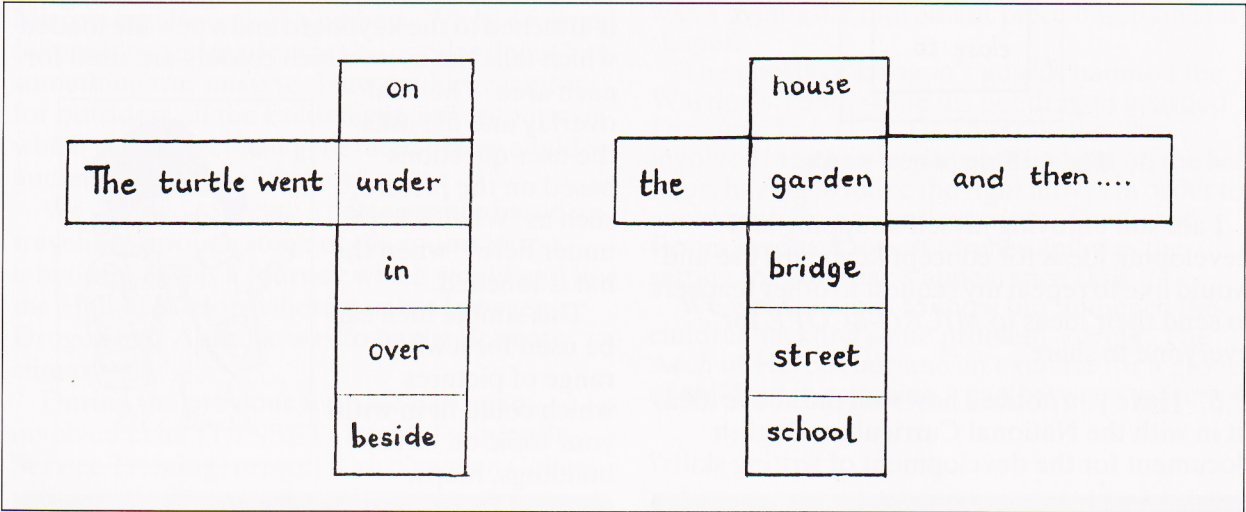 on
The turtle went under
in
over
beside
house
the garden and then ....
bridge
street
school